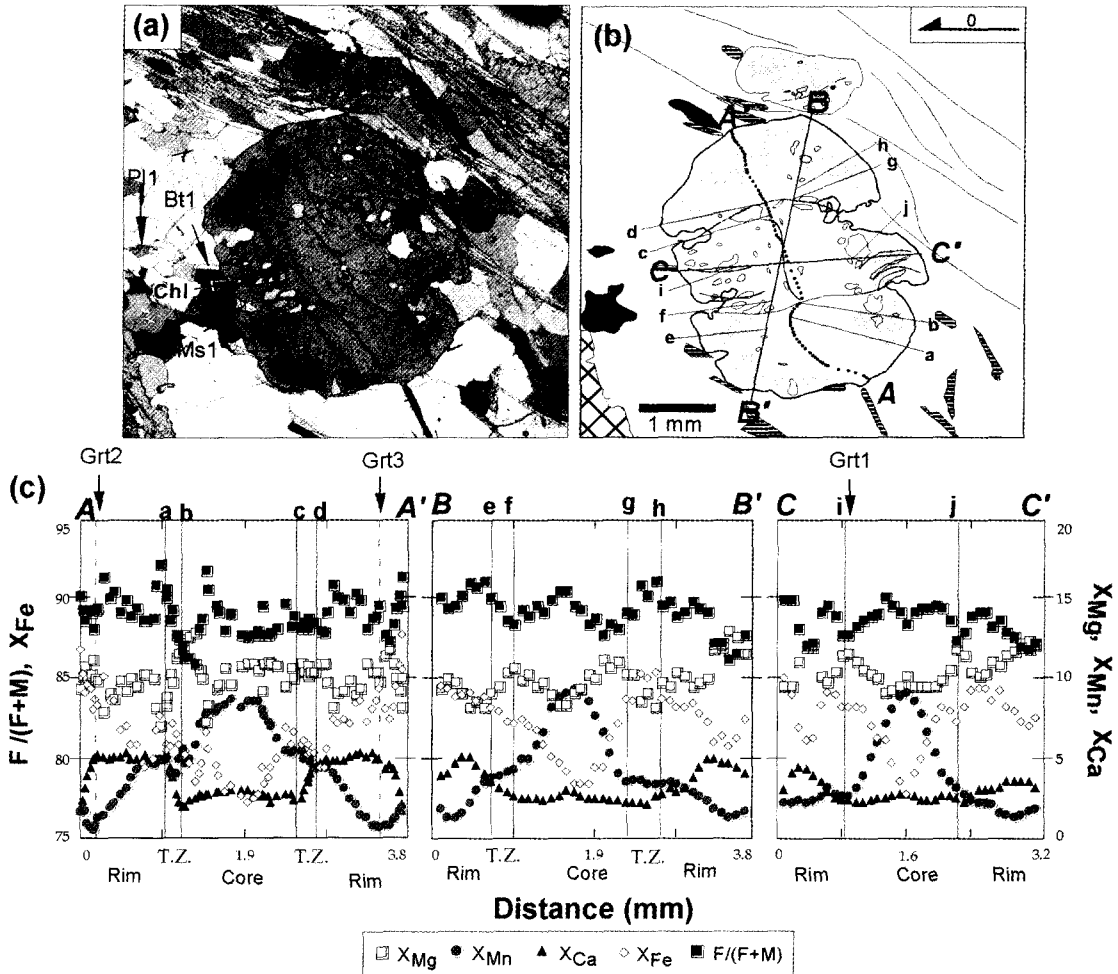 (a)
Pl1
Bt1
Chl
Ms1
(b)
0
A'
B
h
g
d
j
c
C
C'
i
f
b
e
a
A
1 mm
B'
Grt2
Grt3
Grt1
(c)
A a b c d A'
B e f g h B'
C i j C'
95
90
85
80
75
20
15
10
5
0
F /(F+M), XFe
XMg, XMn, XCa
0 T.Z. 1.9 T.Z. 3.8
Rim Core Rim
0 T.Z. 1.9 T.Z. 3.8
Rim Core Rim
0 1.6 3.2
Rim Core Rim
Distance (mm)
XMg XMn XCa XFe F/(F+M)